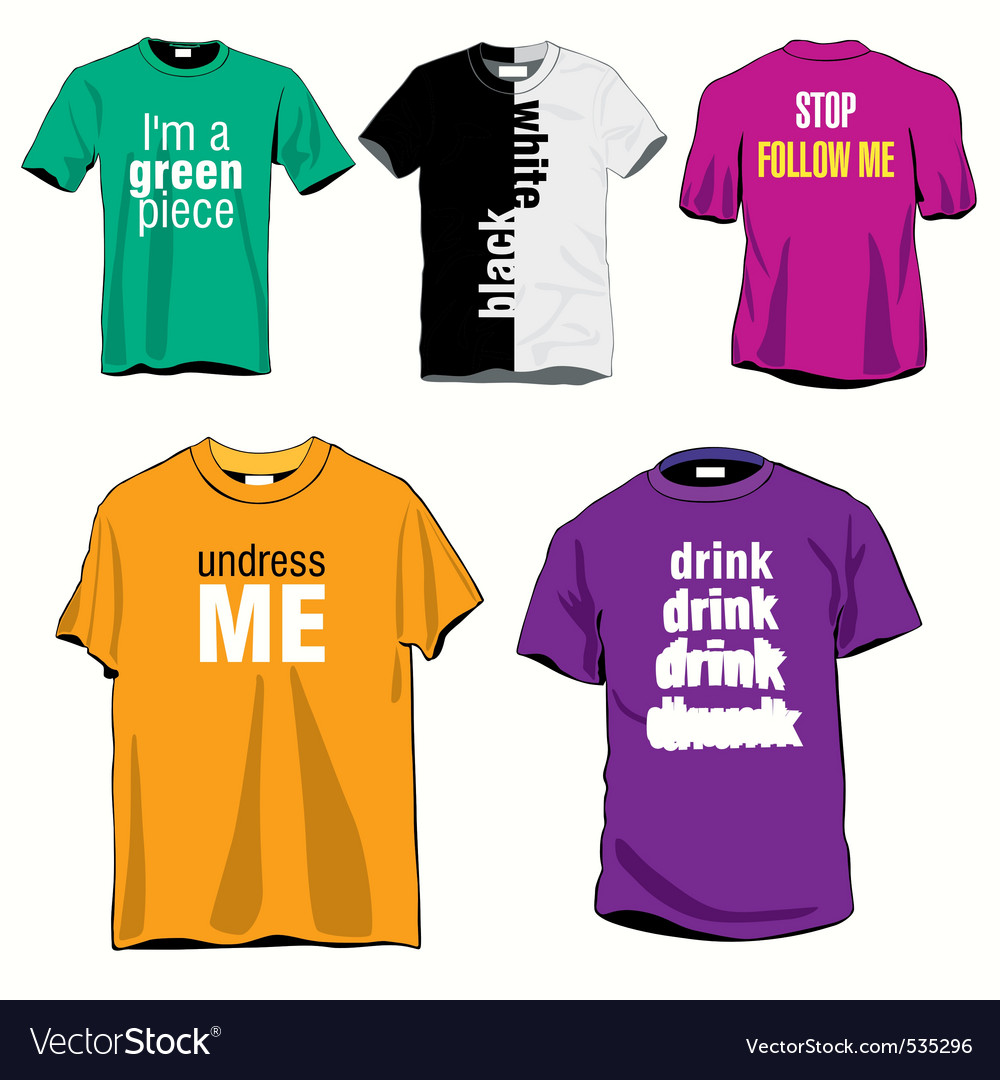 I'm a
green
piece
white
black
STOP
FOLLOW ME
undress
ME
drink
drink
drink
VectorStock®
VectorStock.com/535296